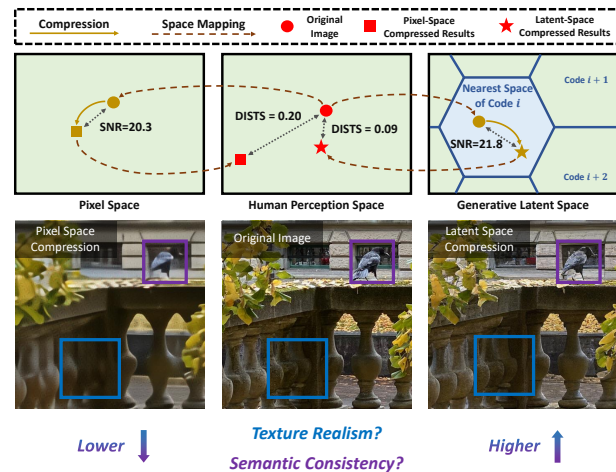 Compression
Space Mapping
Original
Image
Pixel-Space
Compressed Results
Latent-Space
Compressed Results
SNR=20.3
DISTS = 0.20
DISTS = 0.09
Nearest Space
of Code i
SNR=21.8
Code i + 1
Code i + 2
Pixel Space
Human Perception Space
Generative Latent Space
Pixel Space
Compression
Original Image
Latent Space
Compression
Lower
Texture Realism?
Semantic Consistency?
Higher